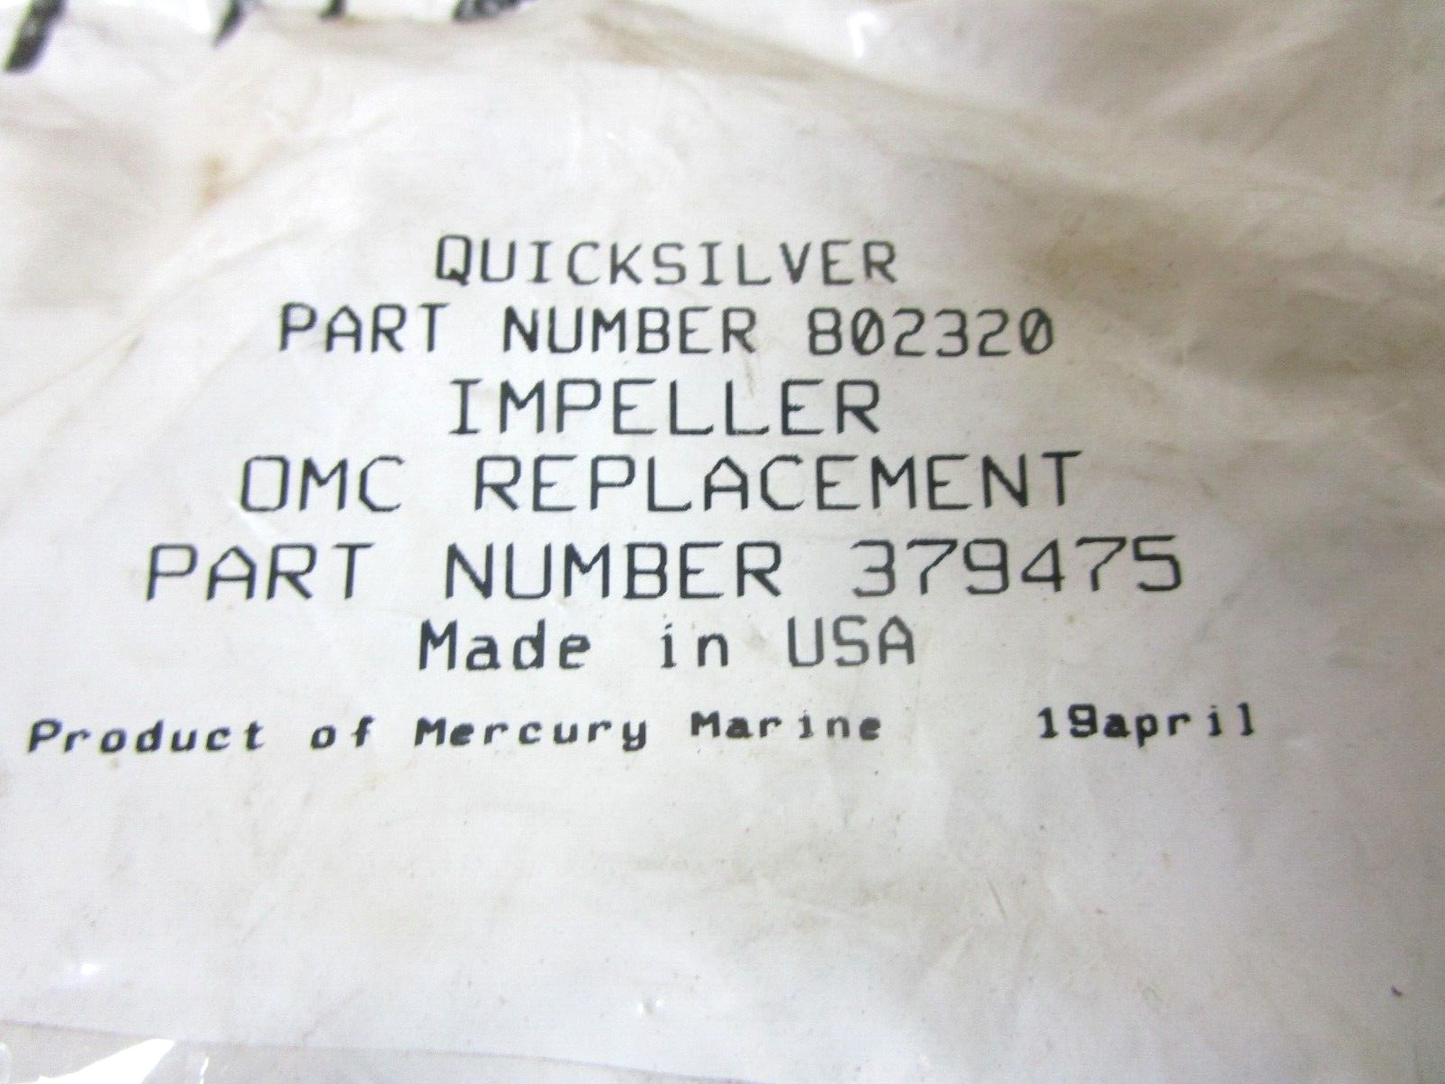 QUICKSILVER
PART NUMBER 802320
IMPELLER
OMC REPLACEMENT
PART NUMBER 379475
Made in USA
Product of Mercury Marine 19april